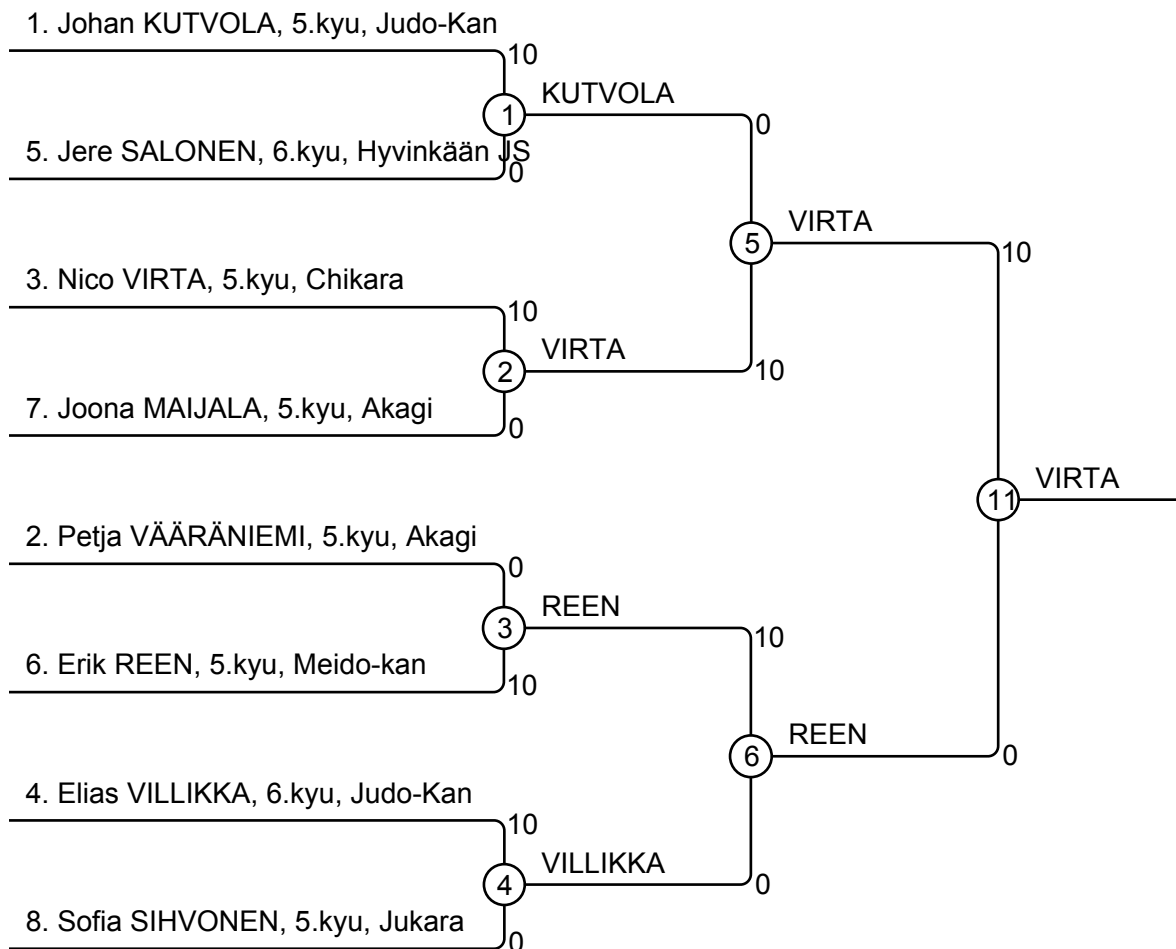 1. Johan KUTVOLA, 5.kyu, Judo-Kan
10
1
KUTVOLA
0
5. Jere SALONEN, 6.kyu, Hyvinkään JS
0
5
VIRTA
10
3. Nico VIRTA, 5.kyu, Chikara
10
2
VIRTA
10
7. Joona MAIJALA, 5.kyu, Akagi
0
11
VIRTA
2. Petja VÄÄRÄNIEMI, 5.kyu, Akagi
0
3
REEN
10
6. Erik REEN, 5.kyu, Meido-kan
10
6
REEN
0
4. Elias VILLIKKA, 6.kyu, Judo-Kan
10
4
VILLIKKA
0
8. Sofia SIHVONEN, 5.kyu, Jukara
0